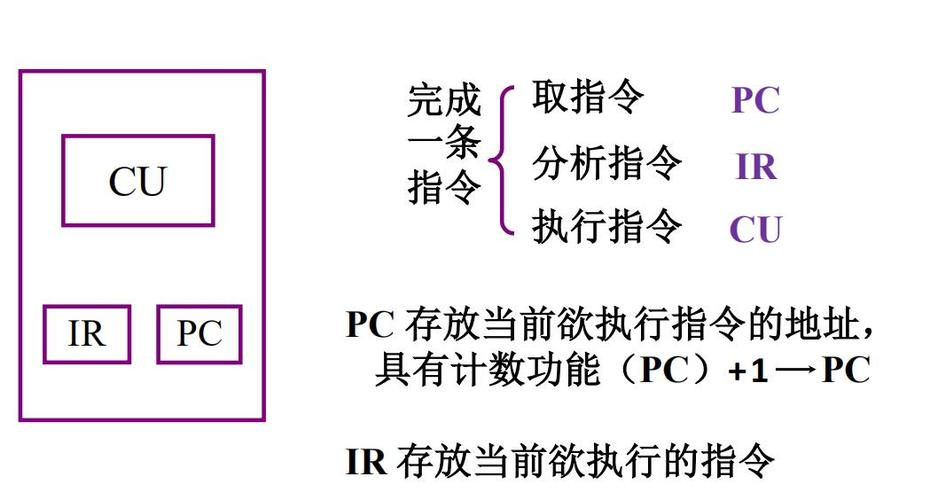 CU
IR
PC
完成
一条
指令
取指令 PC
分析指令 IR
执行指令 CU
PC 存放当前欲执行指令的地址，
具有计数功能（PC）+1→PC
IR 存放当前欲执行的指令